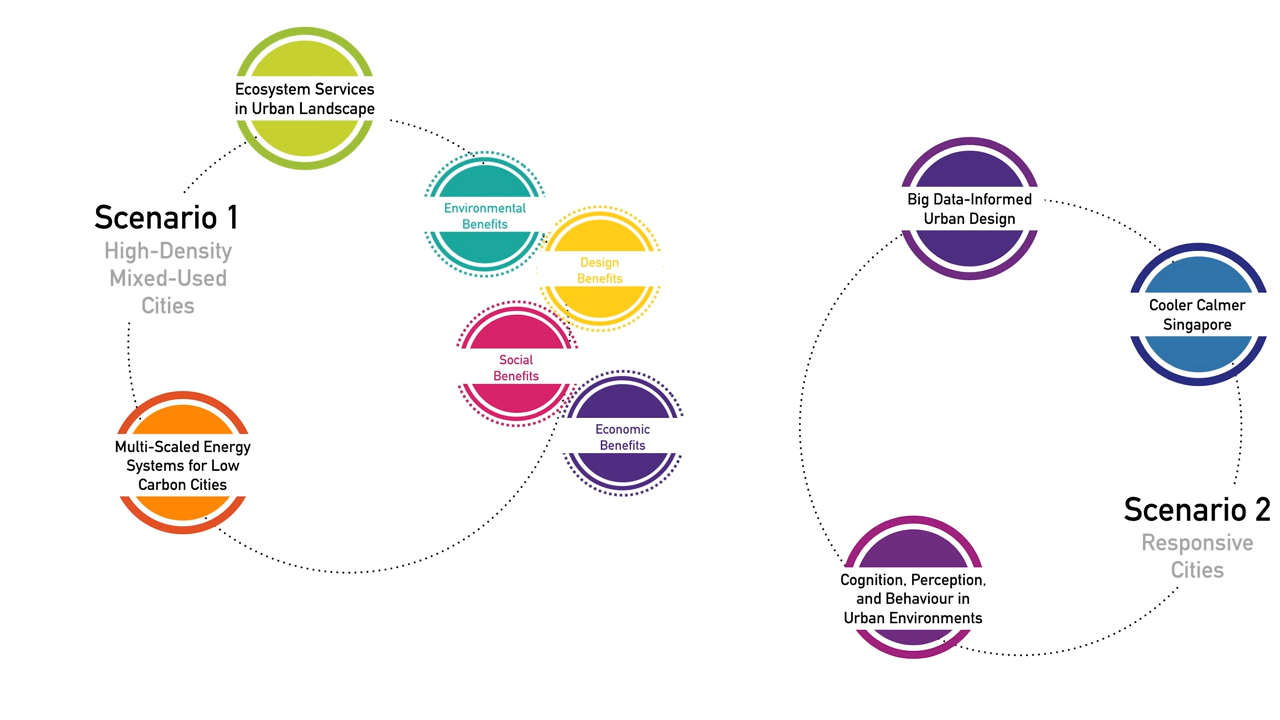 Ecosystem Services
in Urban Landscape
Scenario 1
High-Density
Mixed-Used
Cities
Environmental
Benefits
Design
Benefits
Social
Benefits
Economic
Benefits
Multi-Scaled Energy
Systems for Low
Carbon Cities
Big Data-Informed
Urban Design
Cooler Calmer
Singapore
Scenario 2
Responsive
Cities
Cognition, Perception,
and Behaviour in
Urban Environments